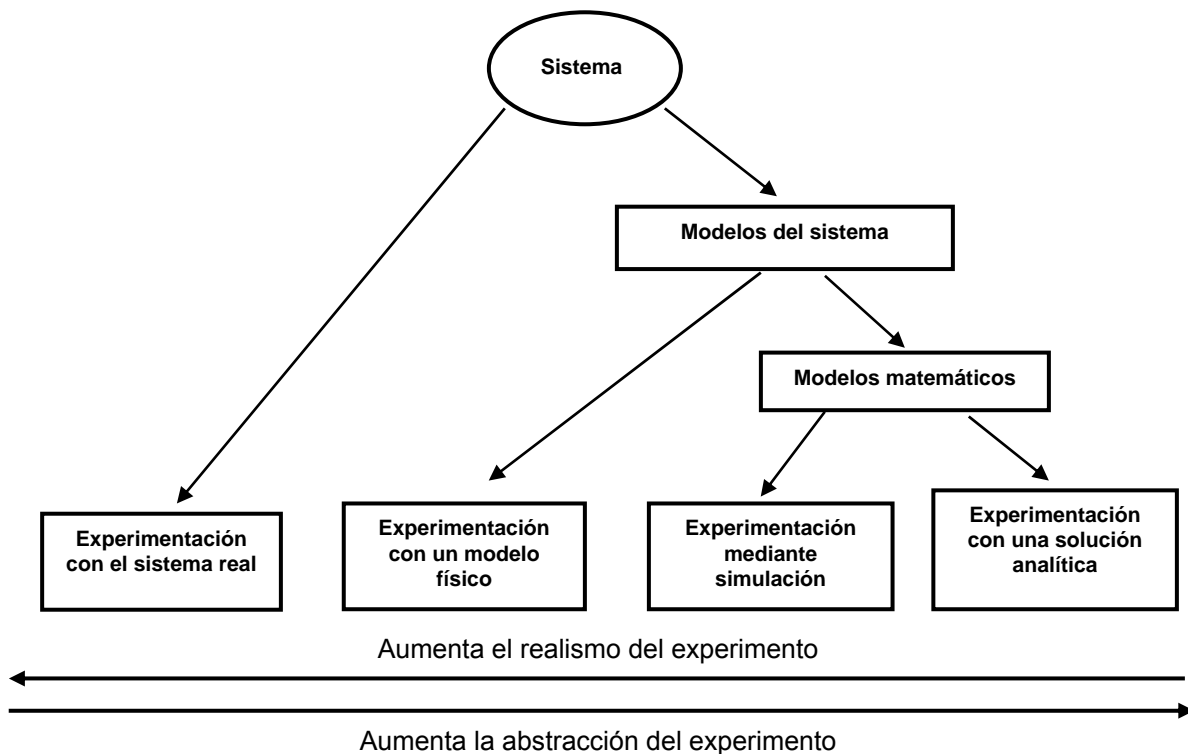 Sistema
Modelos del sistema
Modelos matemáticos
Experimentación
con el sistema real
Experimentación
con un modelo
físico
Experimentación
mediante
simulación
Experimentación
con una solución
analítica
Aumenta el realismo del experimento
Aumenta la abstracción del experimento